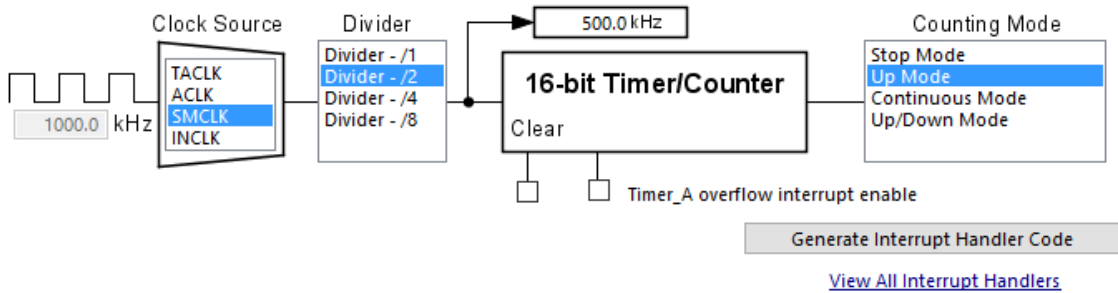 Clock Source
Divider
500.0 kHz
Counting Mode
TACLK
ACLK
SMCLK
INCLK
1000.0 kHz
Divider - /1
Divider - /2
Divider - /4
Divider - /8
16-bit Timer/Counter
Clear
Stop Mode
Up Mode
Continuous Mode
Up/Down Mode
Timer_A overflow interrupt enable
Generate Interrupt Handler Code
View All Interrupt Handlers